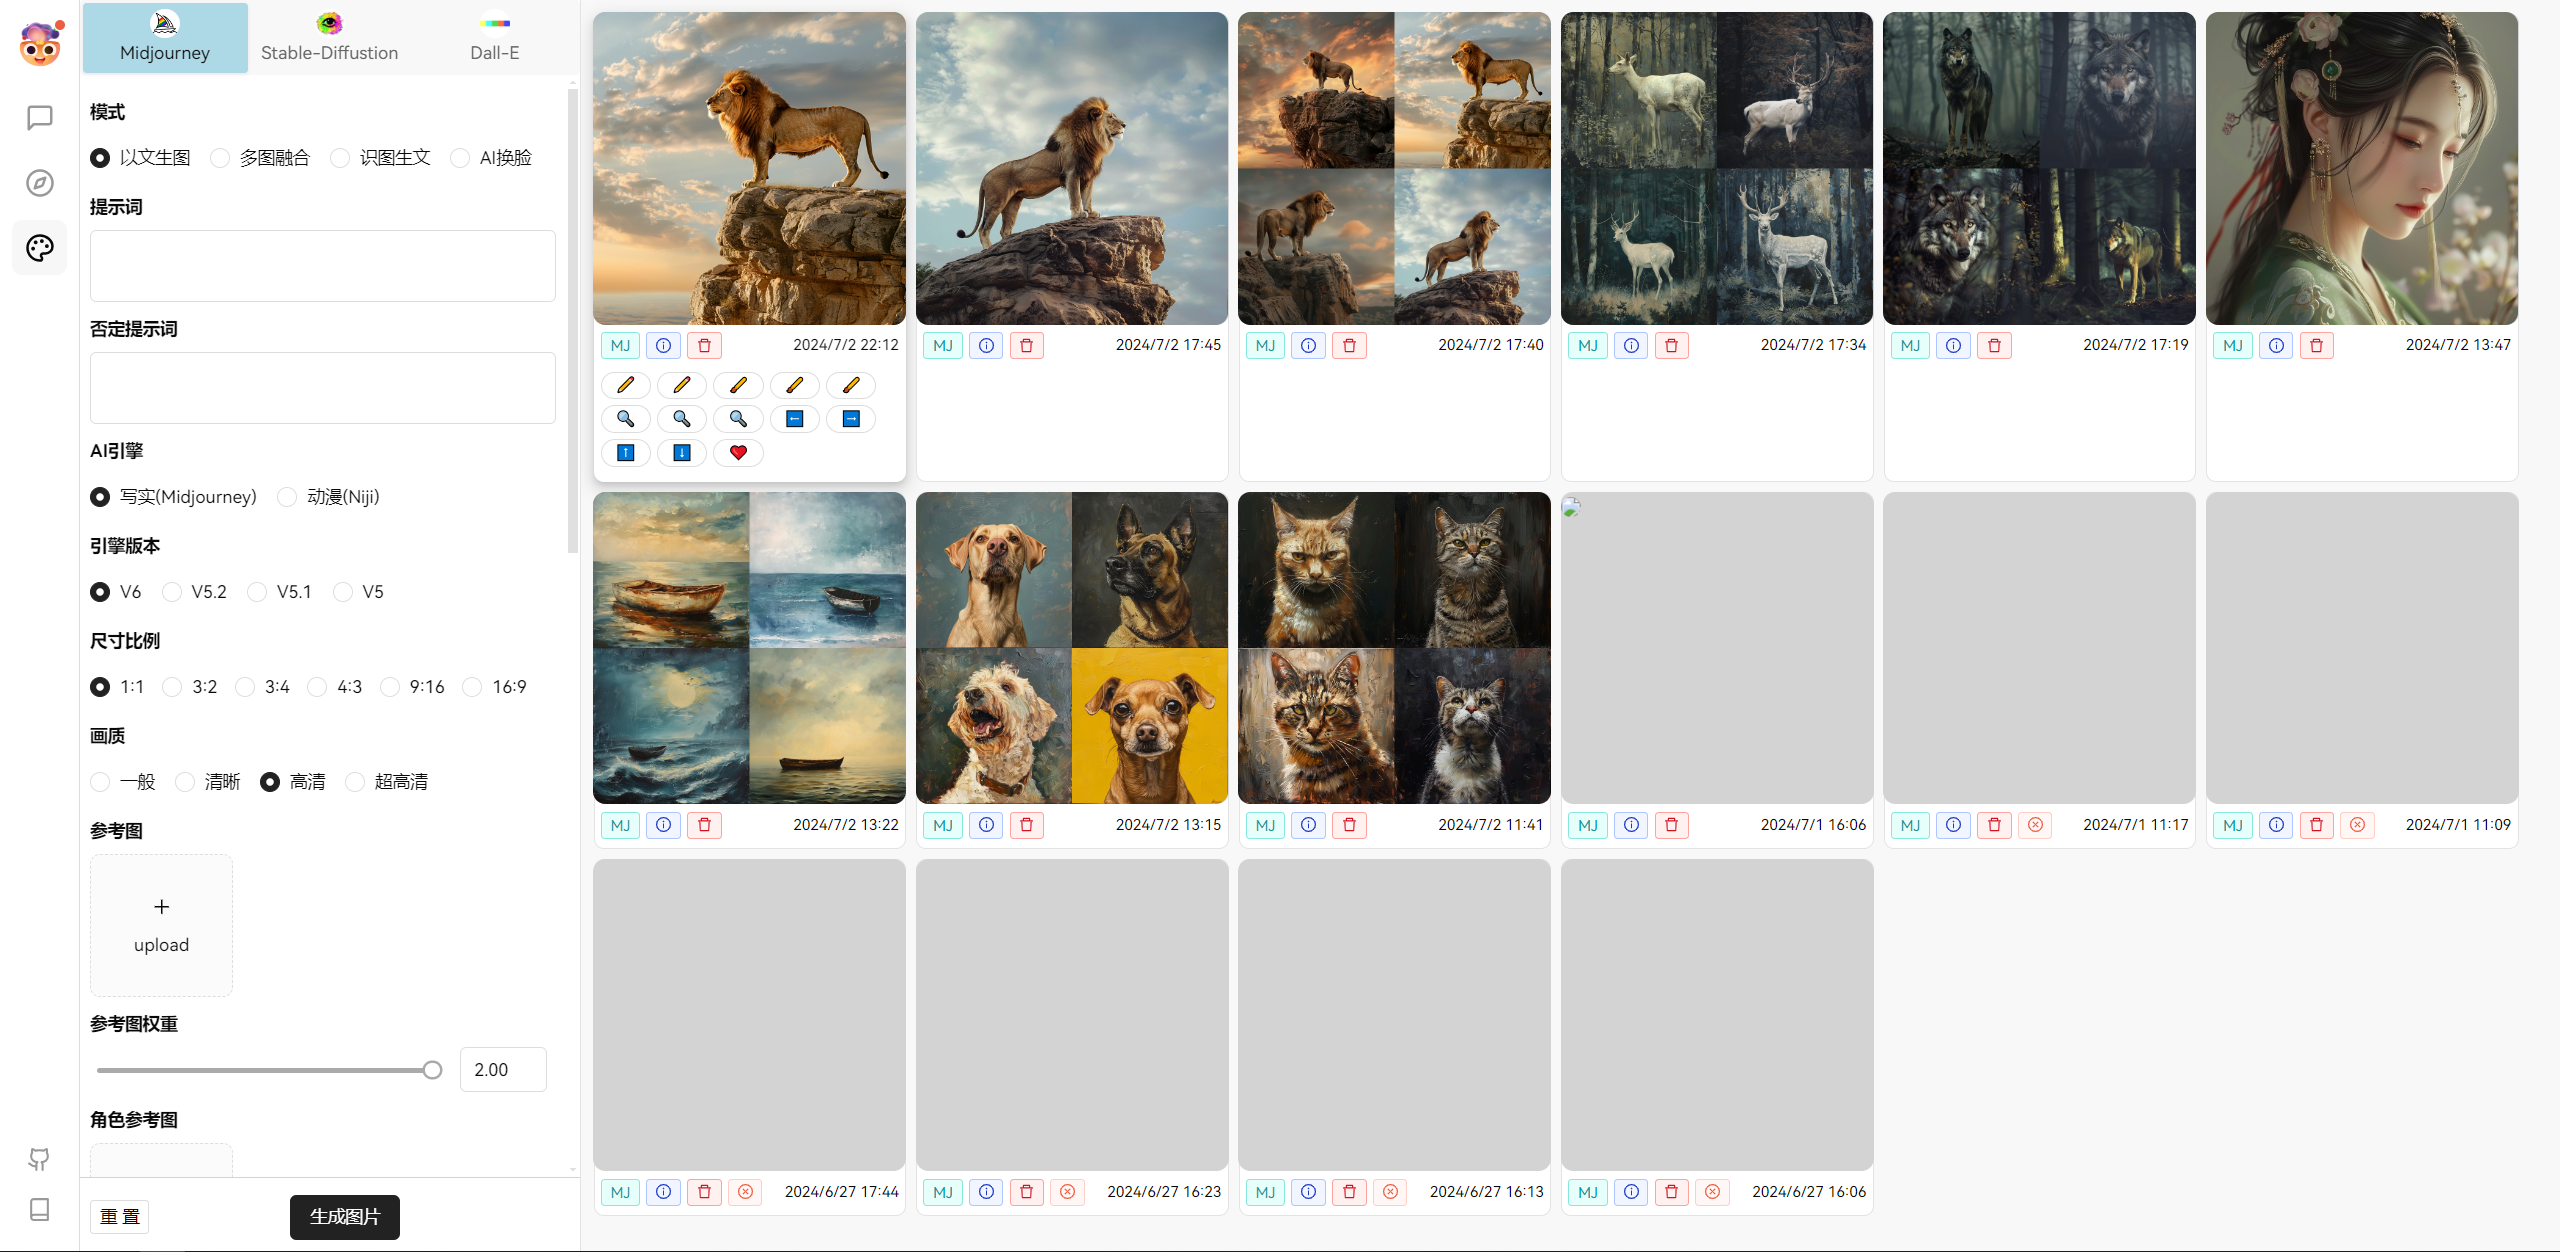 Midjourney
Stable-Diffustion
Dall-E
模式
以文生图 多图融合 识图生文 AI换脸
提示词
否定提示词
AI引擎
写实(Midjourney) 动漫(Niji)
引擎版本
V6 V5.2 V5.1 V5
尺寸比例
1:1 3:2 3:4 4:3 9:16 16:9
画质
一般 清晰 高清 超高清
参考图
+
upload
参考图权重
2.00
角色参考图
重 置
生成图片
MJ 2024/7/2 22:12
MJ 2024/7/2 17:45
MJ 2024/7/2 17:40
MJ 2024/7/2 17:34
MJ 2024/7/2 17:19
MJ 2024/7/2 13:47
MJ 2024/7/2 13:22
MJ 2024/7/2 13:15
MJ 2024/7/2 11:41
MJ 2024/7/1 16:06
MJ 2024/7/1 11:17
MJ 2024/7/1 11:09
MJ 2024/6/27 17:44
MJ 2024/6/27 16:23
MJ 2024/6/27 16:13
MJ 2024/6/27 16:06